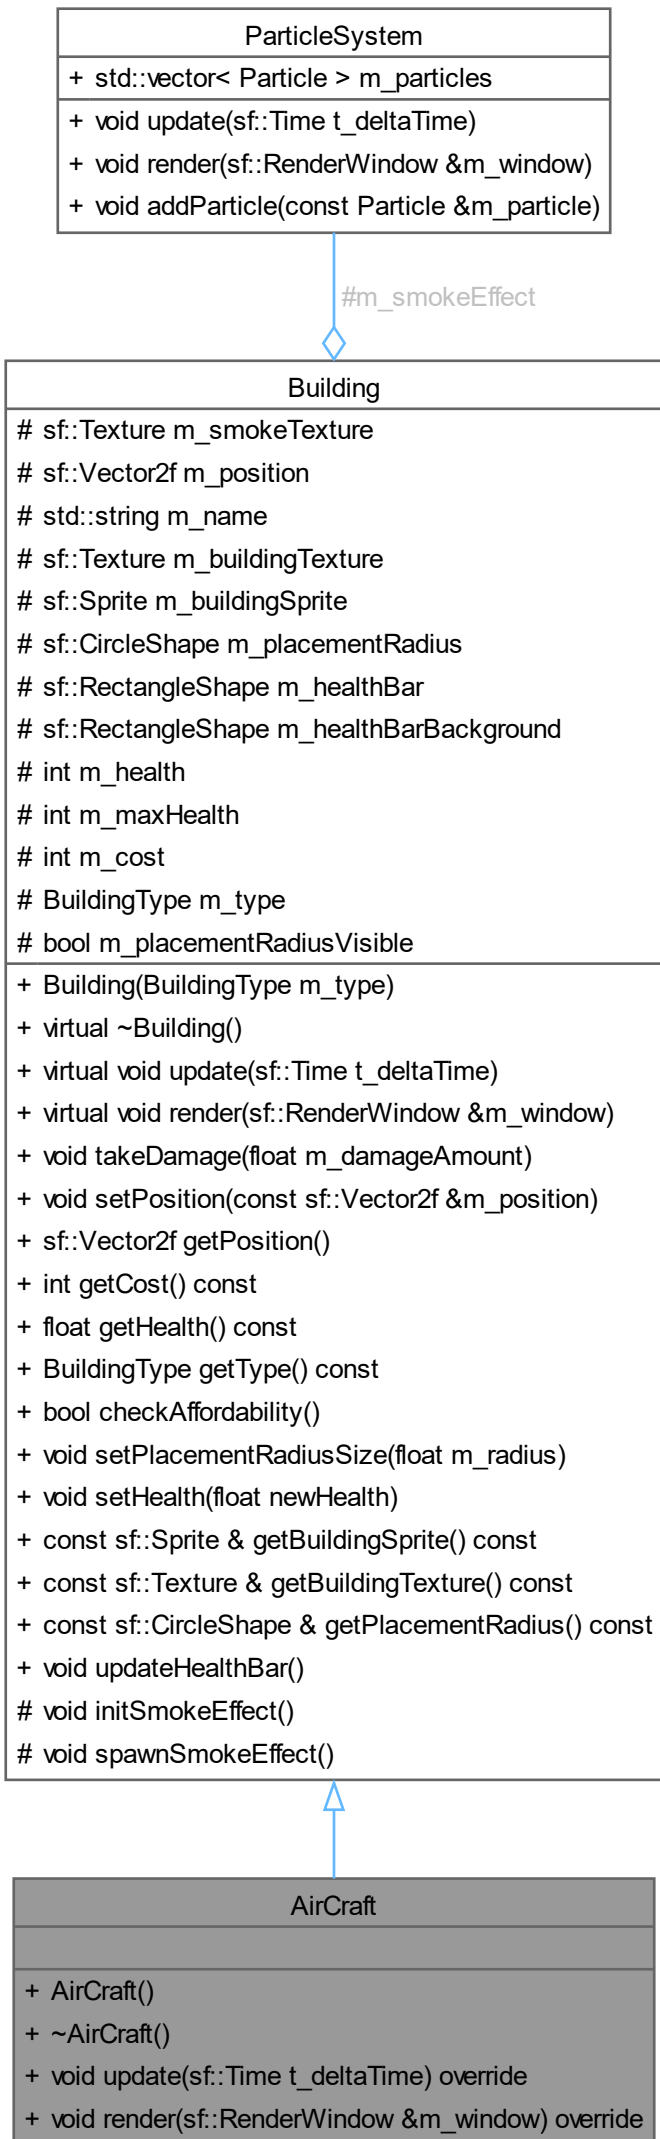 ParticleSystem
+ std::vector< Particle > m_particles
+ void update(sf::Time t_deltaTime)
+ void render(sf::RenderWindow &m_window)
+ void addParticle(const Particle &m_particle)
#m_smokeEffect
Building
# sf::Texture m_smokeTexture
# sf::Vector2f m_position
# std::string m_name
# sf::Texture m_buildingTexture
# sf::Sprite m_buildingSprite
# sf::CircleShape m_placementRadius
# sf::RectangleShape m_healthBar
# sf::RectangleShape m_healthBarBackground
# int m_health
# int m_maxHealth
# int m_cost
# BuildingType m_type
# bool m_placementRadiusVisible
+ Building(BuildingType m_type)
+ virtual ~Building()
+ virtual void update(sf::Time t_deltaTime)
+ virtual void render(sf::RenderWindow &m_window)
+ void takeDamage(float m_damageAmount)
+ void setPosition(const sf::Vector2f &m_position)
+ sf::Vector2f getPosition()
+ int getCost() const
+ float getHealth() const
+ BuildingType getType() const
+ bool checkAffordability()
+ void setPlacementRadiusSize(float m_radius)
+ void setHealth(float newHealth)
+ const sf::Sprite & getBuildingSprite() const
+ const sf::Texture & getBuildingTexture() const
+ const sf::CircleShape & getPlacementRadius() const
+ void updateHealthBar()
# void initSmokeEffect()
# void spawnSmokeEffect()
AirCraft
+ AirCraft()
+ ~AirCraft()
+ void update(sf::Time t_deltaTime) override
+ void render(sf::RenderWindow &m_window) override